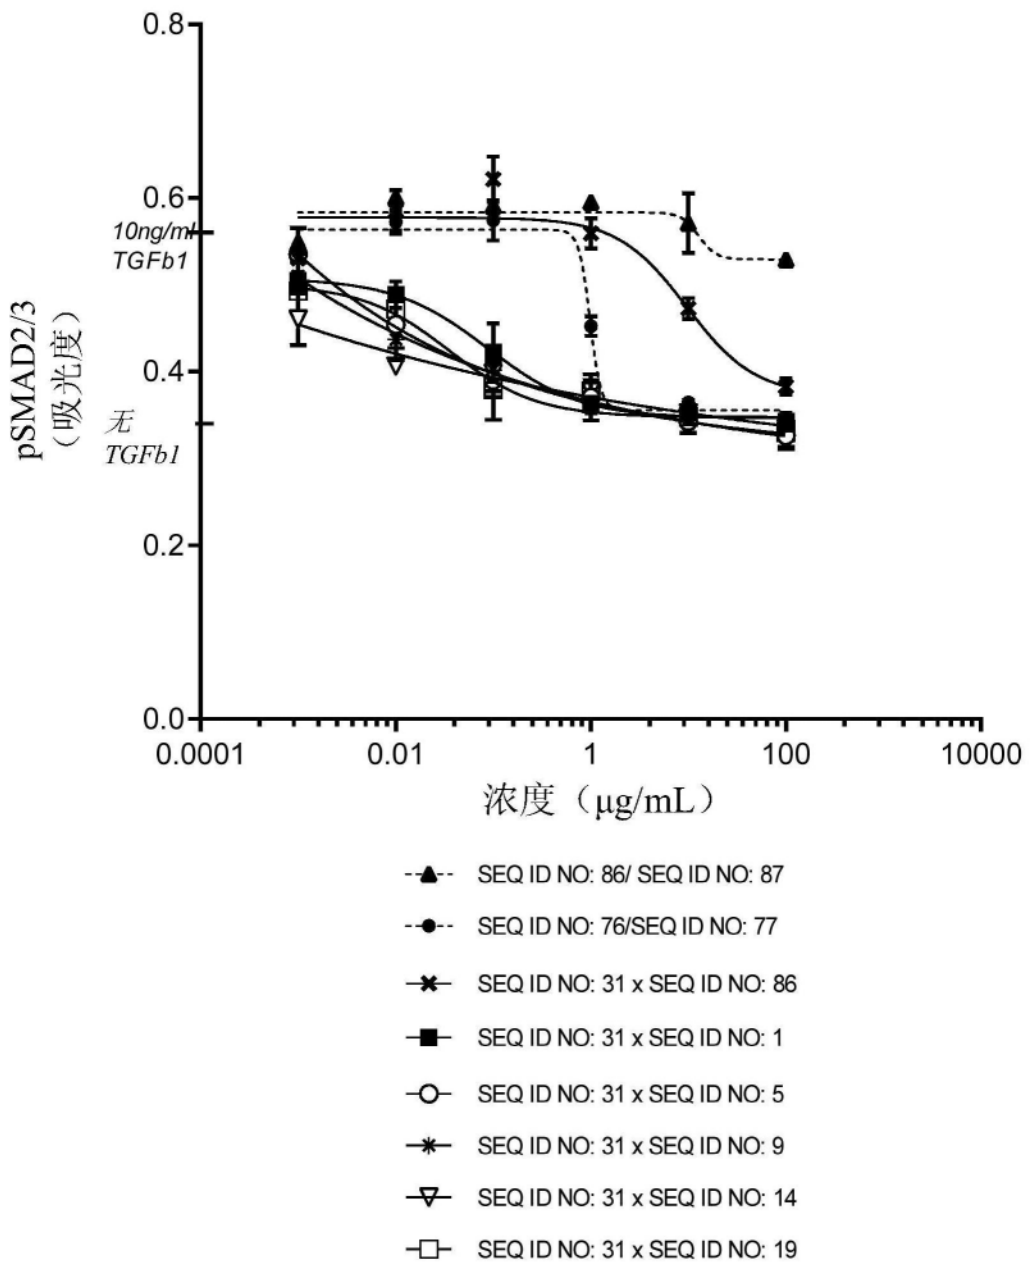 0.8
0.6
10ng/ml
TGFb1
0.4
无
TGFb1
0.2
0.0
pSMAD2/3
（吸光度）
0.0001 0.01 1 100 10000
浓度（μg/mL）
SEQ ID NO: 86/ SEQ ID NO: 87
SEQ ID NO: 76/SEQ ID NO: 77
SEQ ID NO: 31 x SEQ ID NO: 86
SEQ ID NO: 31 x SEQ ID NO: 1
SEQ ID NO: 31 x SEQ ID NO: 5
SEQ ID NO: 31 x SEQ ID NO: 9
SEQ ID NO: 31 x SEQ ID NO: 14
SEQ ID NO: 31 x SEQ ID NO: 19